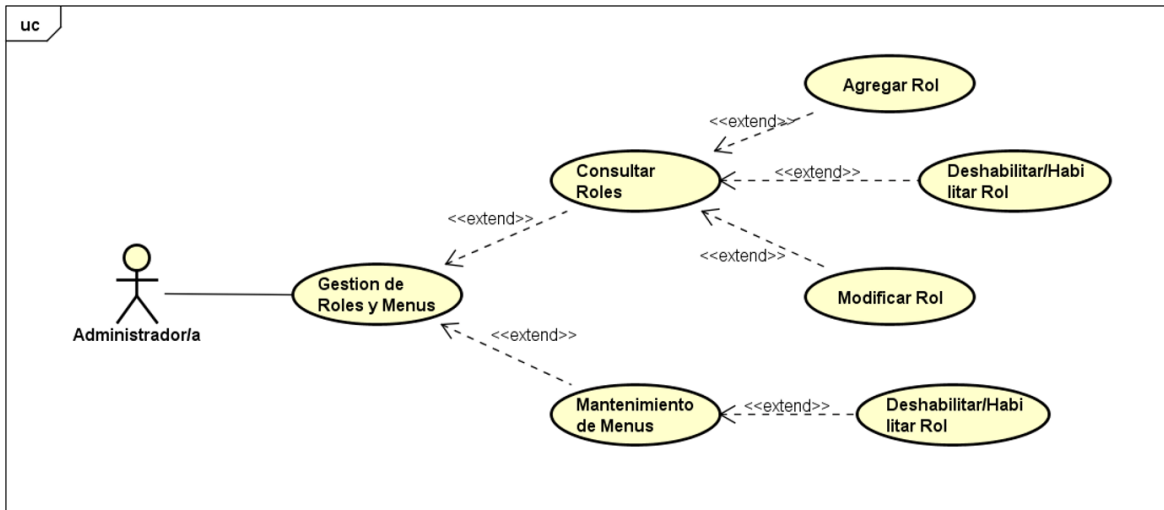 uc
Agregar Rol
<<extend>>
Consultar
Roles
<<extend>>
Deshabilitar/Habi
litar Rol
<<extend>>
<<extend>>
Gestion de
Roles y Menus
Modificar Rol
Administrador/a
<<extend>>
Mantenimiento
de Menus
<<extend>>
Deshabilitar/Habi
litar Rol